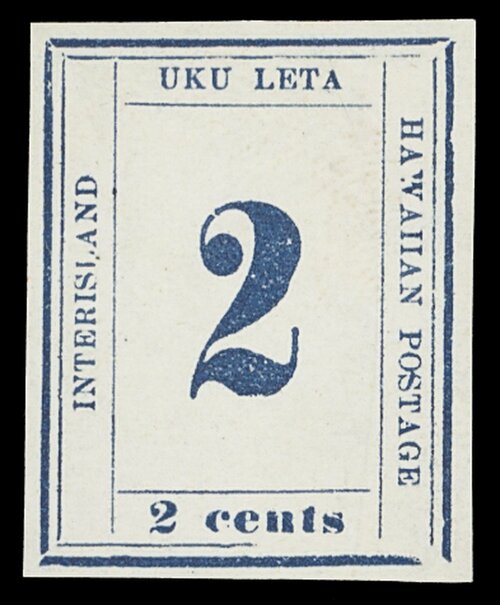 UKU LETA
INTERISLAND
2
HAWAIIAN POSTAGE
2 cents